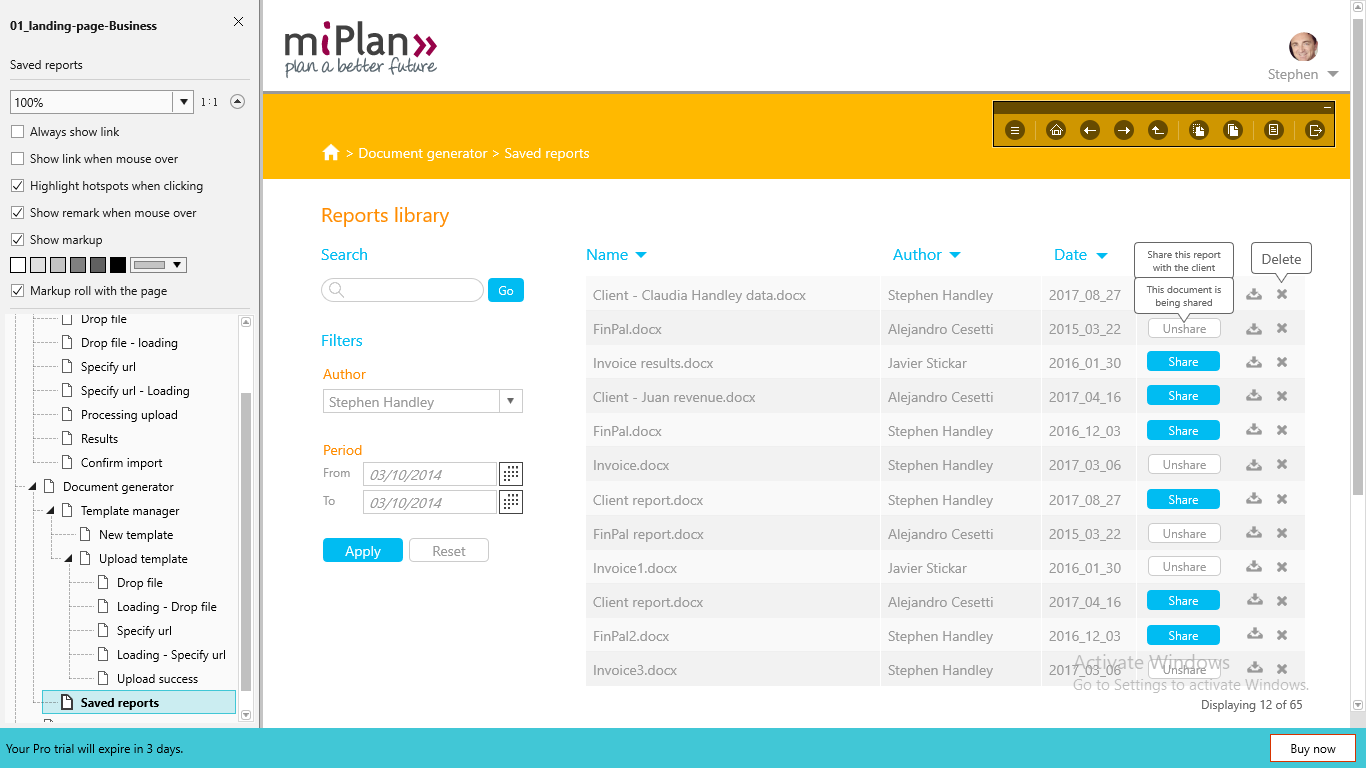 01_landing-page-Business
Saved reports
100%
1:1
Always show link
Show link when mouse over
Highlight hotspots when clicking
Show remark when mouse over
Show markup
Markup roll with the page
Drop file
Drop file - loading
Specify url
Specify url - Loading
Processing upload
Results
Confirm import
Document generator
Template manager
New template
Upload template
Drop file
Loading - Drop file
Specify url
Loading - Specify url
Upload success
Saved reports
miPlan»
plan a better future
Stephen
> Document generator > Saved reports
Reports library
Search
Go
Filters
Author
Stephen Handley
Period
From 03/10/2014
To 03/10/2014
Apply Reset
Name Author Date
Share this report
with the client
Delete
This document is
being shared
Client - Claudia Handley data.docx Stephen Handley 2017_08_27
FinPal.docx Alejandro Cesetti 2015_03_22 Unshare
Invoice results.docx Javier Stickar 2016_01_30 Share
Client - Juan revenue.docx Alejandro Cesetti 2017_04_16 Share
FinPal.docx Stephen Handley 2016_12_03 Share
Invoice.docx Stephen Handley 2017_03_06 Unshare
Client report.docx Stephen Handley 2017_08_27 Share
FinPal report.docx Alejandro Cesetti 2015_03_22 Unshare
Invoice1.docx Javier Stickar 2016_01_30 Unshare
Client report.docx Alejandro Cesetti 2017_04_16 Share
FinPal2.docx Stephen Handley 2016_12_03 Share
Invoice3.docx Stephen Handley 2017_03_06 Unshare
Activate Windows
Go to Settings to activate Windows.
Displaying 12 of 65
Your Pro trial will expire in 3 days.
Buy now